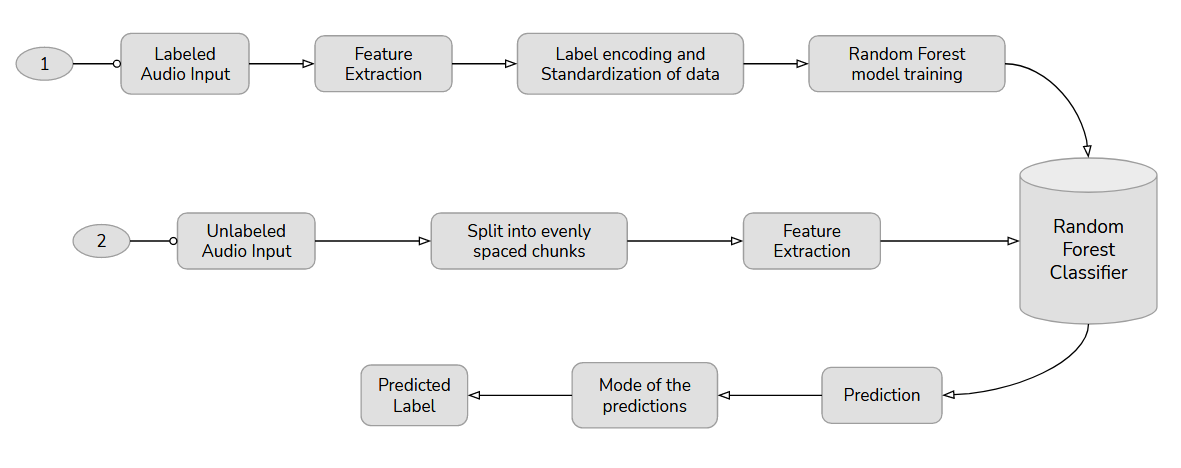 1
Labeled
Audio Input
Feature
Extraction
Label encoding and
Standardization of data
Random Forest
model training
2
Unlabeled
Audio Input
Split into evenly
spaced chunks
Feature
Extraction
Random
Forest
Classifier
Prediction
Mode of the
predictions
Predicted
Label